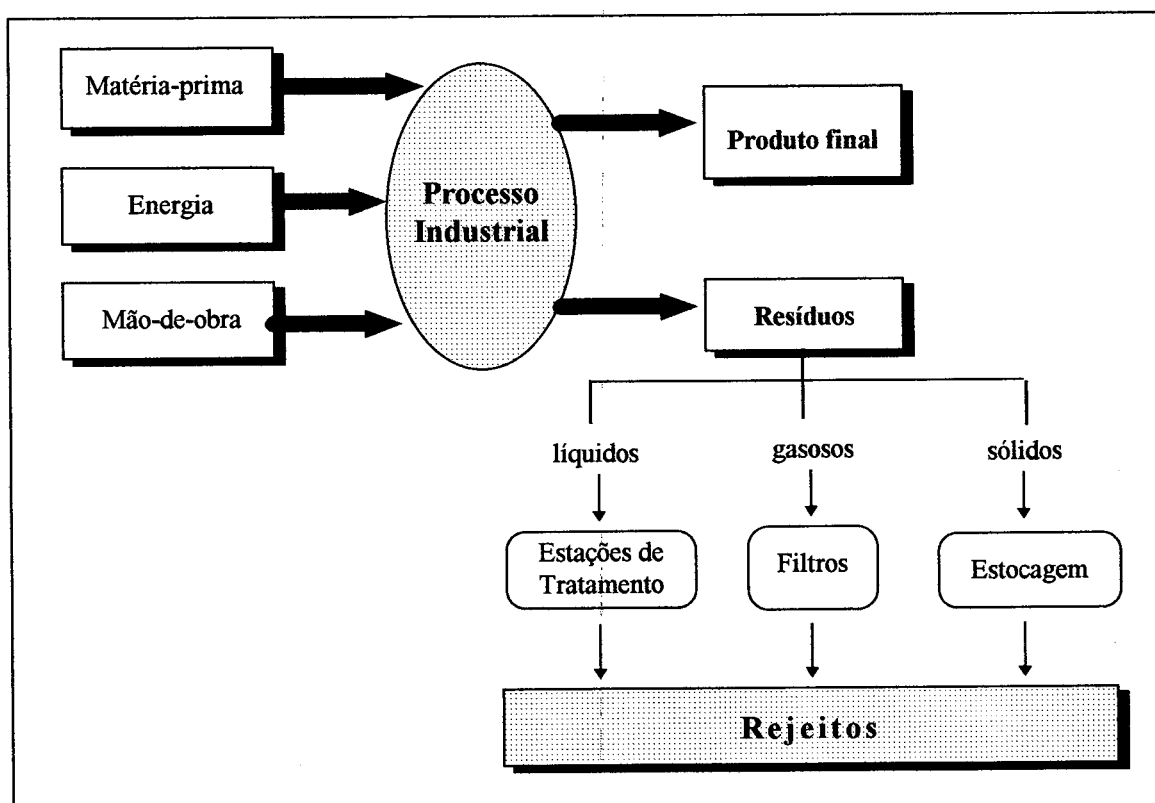 Matéria-prima
Energia
Mão-de-obra
Processo
Industrial
Produto final
Resíduos
líquidos
gasosos
sólidos
Estações de
Tratamento
Filtros
Estocagem
Rejeitos